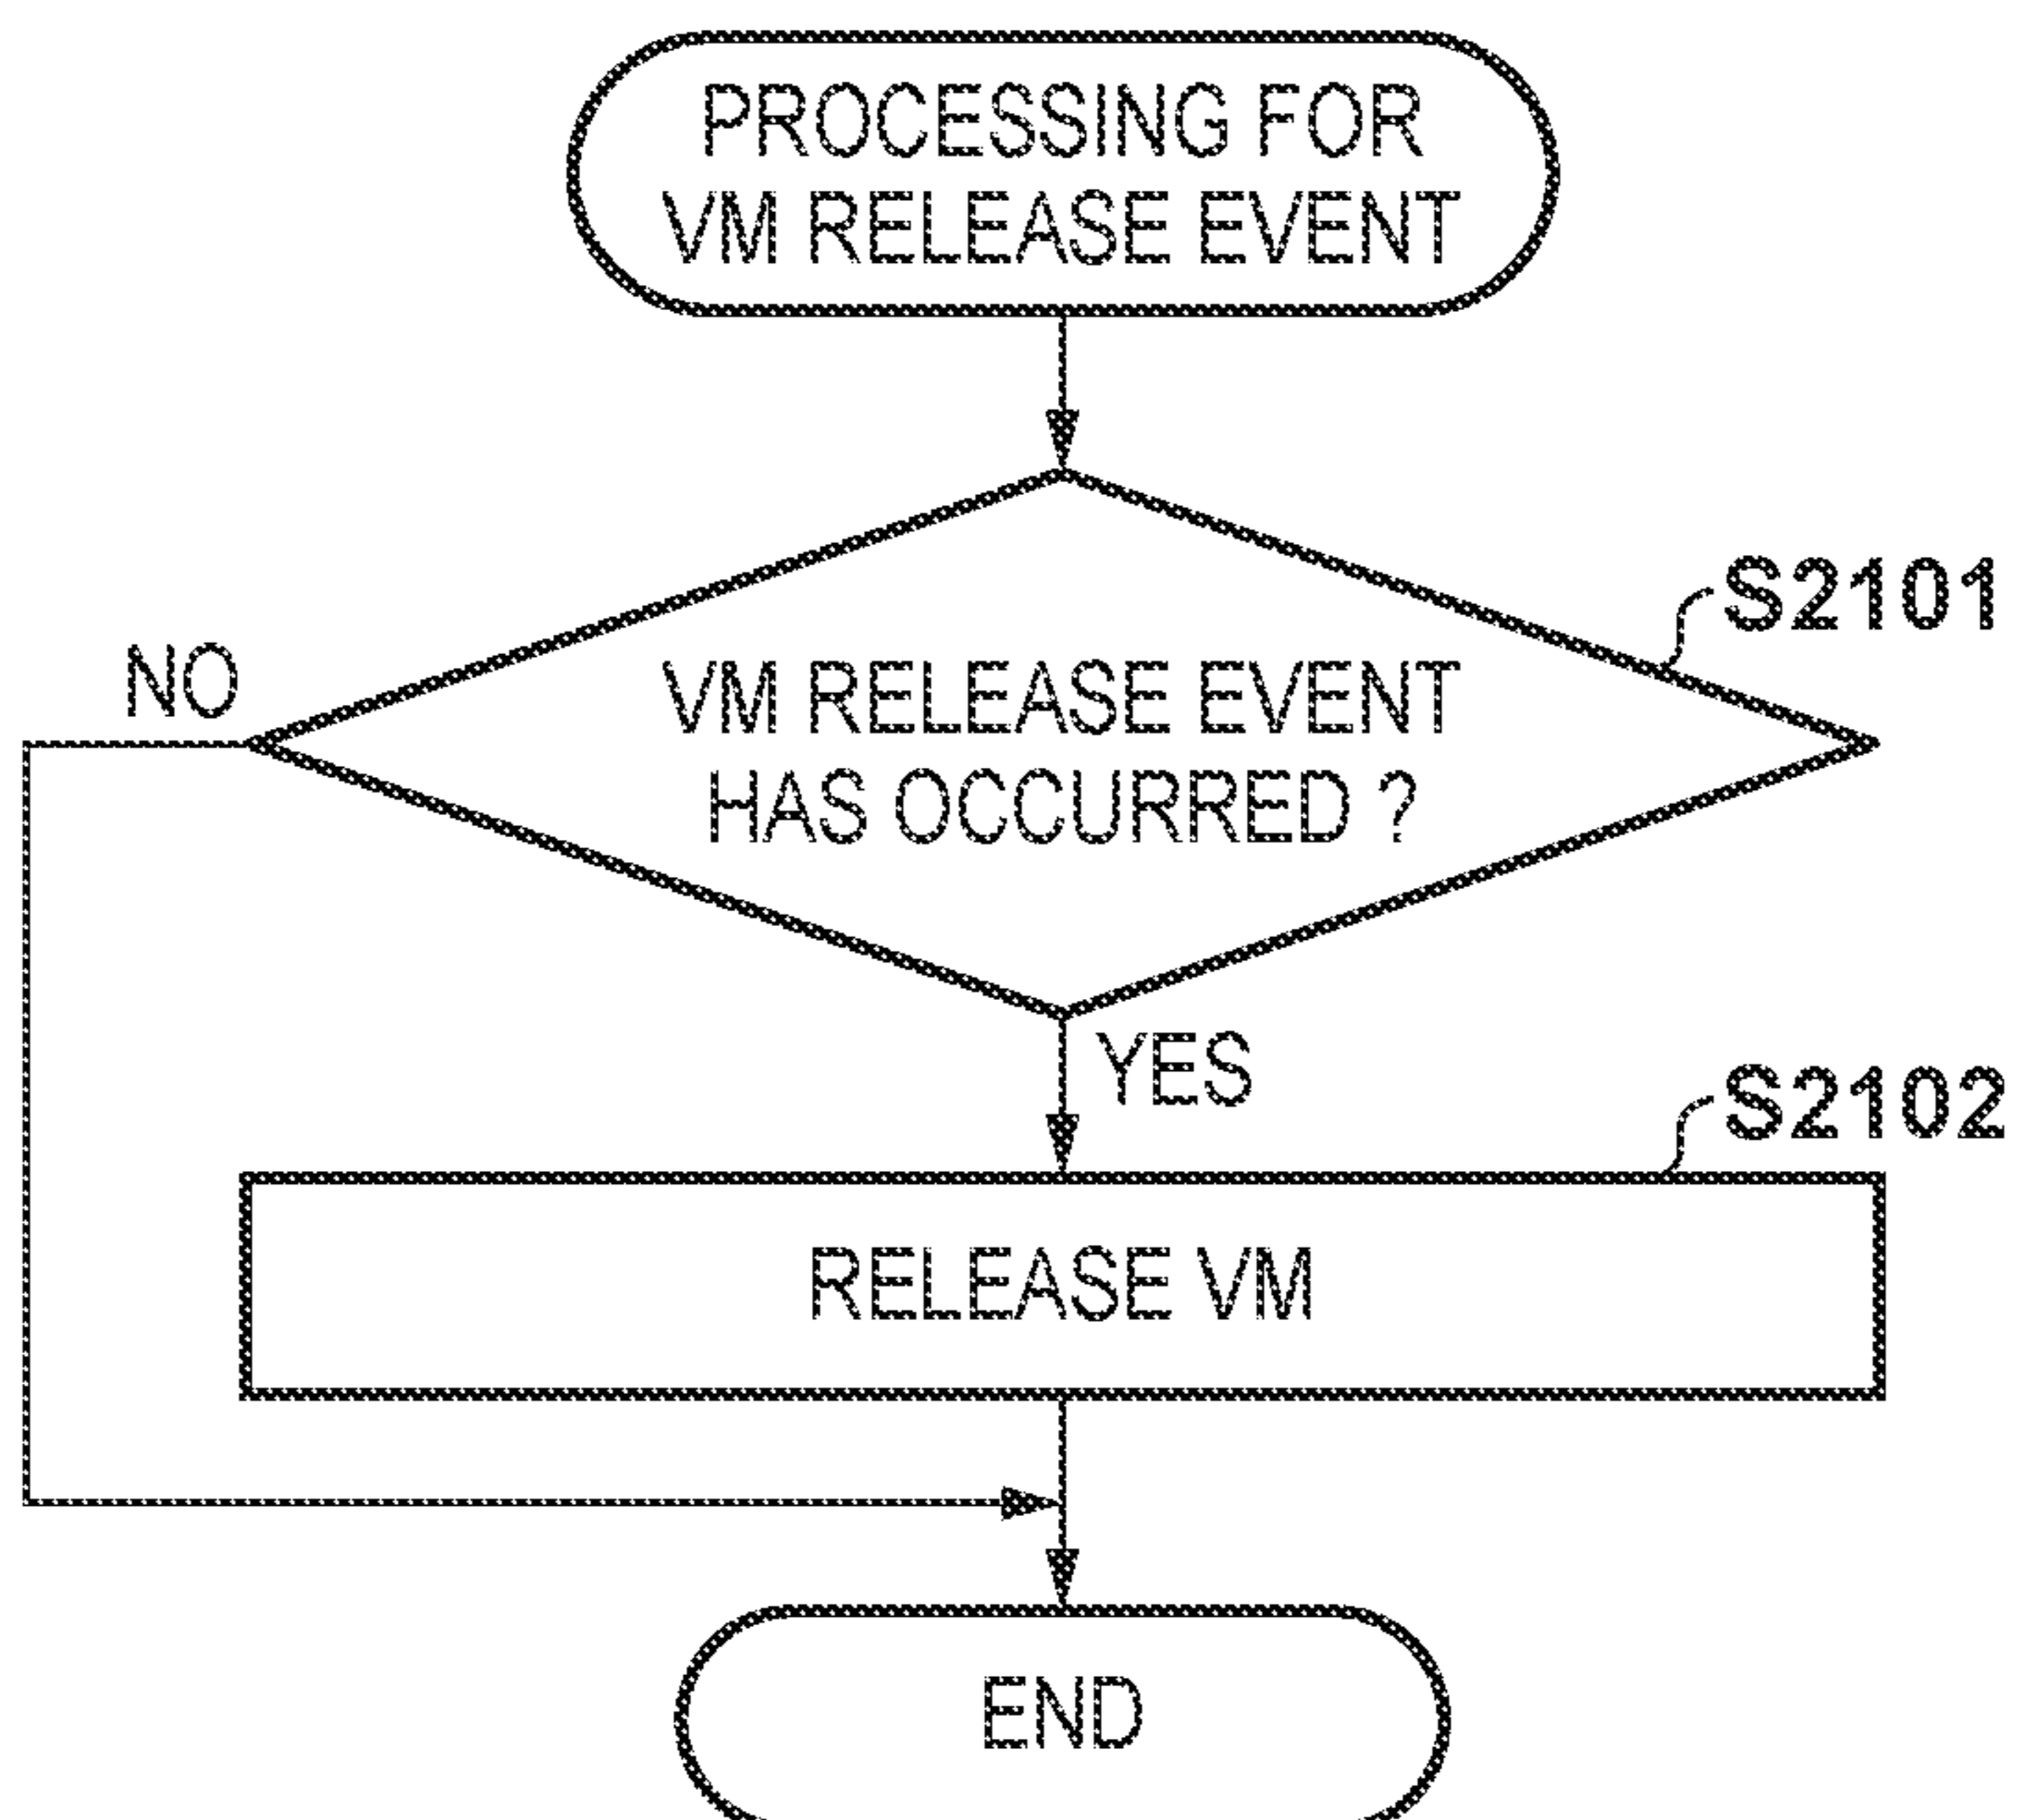 PROCESSING FOR
VM RELEASE EVENT
S2101
NO
VM RELEASE EVENT
HAS OCCURRED ?
YES
S2102
RELEASE VM
END